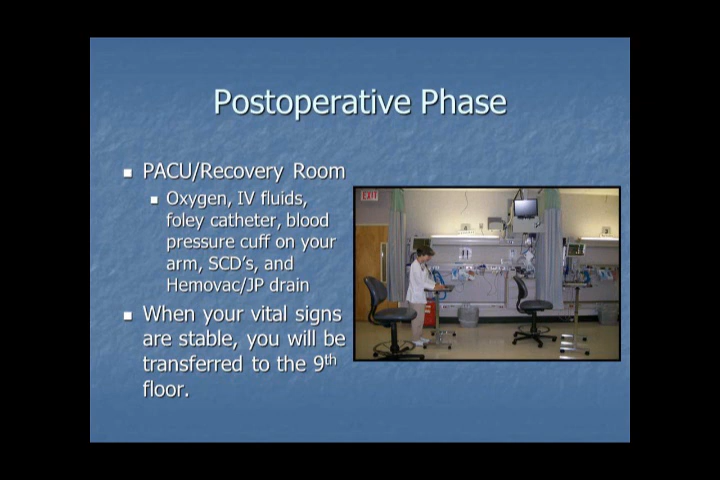 Postoperative Phase
PACU/Recovery Room
Oxygen, IV fluids,
foley catheter, blood
pressure cuff on your
arm, SCD's, and
Hemovac/JP drain
When your vital signs
are stable, you will be
transferred to the 9th
floor.
EXIT